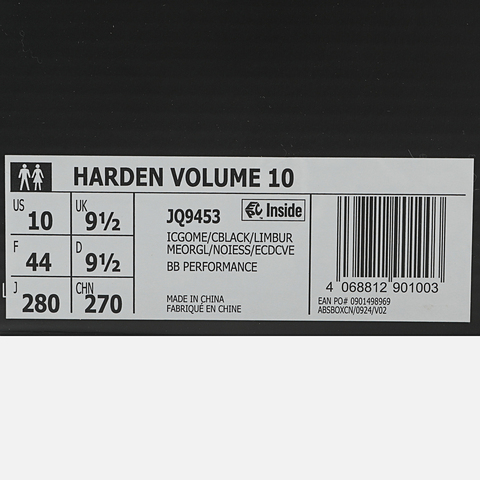 HARDEN VOLUME 10
US 10 UK 9½
F 44 D 9½
J 280 CHN 270
JQ9453 Inside
ICGOME/CBLACK/LIMBUR
MEORGL/NOIESS/ECDCVE
BB PERFORMANCE
MADE IN CHINA
FABRIQUÉ EN CHINE
4 068812 901003
EAN PO# 0901498969
ABSBOXCN/0924/V02